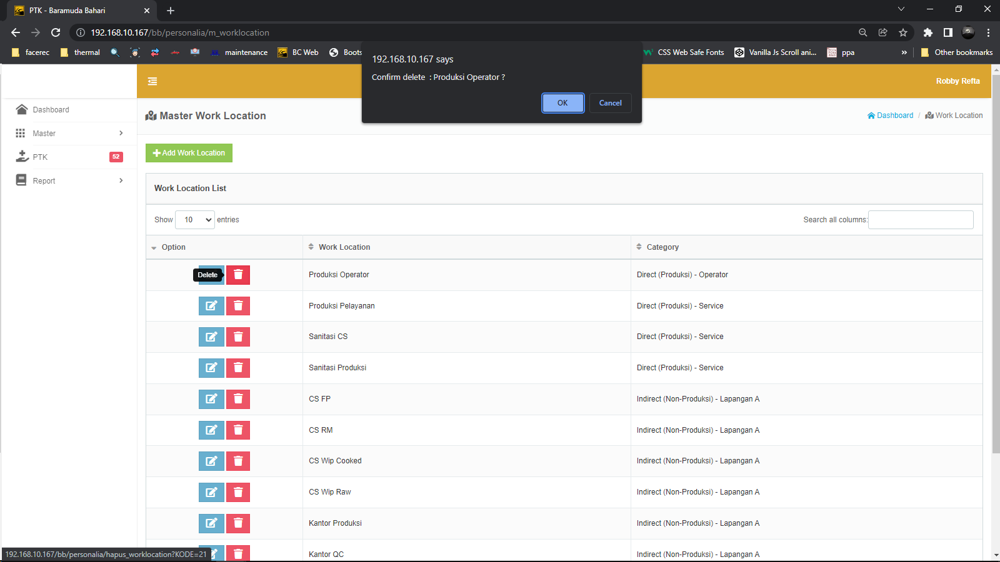 PTK - Baramuda Bahari
192.168.10.167/bb/personalia/m_worklocation
facerec
thermal
maintenance
BC Web
Boots
CSS Web Safe Fonts
Vanilla Js Scroll ani...
ppa
»
Other bookmarks
192.168.10.167 says
Confirm delete : Produksi Operator ?
OK
Cancel
Robby Refta
Dashboard
Master
PTK
52
Report
Master Work Location
Dashboard / Work Location
Add Work Location
Work Location List
Show 10 entries
Search all columns:
Option
Work Location
Category
Delete
Produksi Operator
Direct (Produksi) - Operator
Produksi Pelayanan
Direct (Produksi) - Service
Sanitasi CS
Direct (Produksi) - Service
Sanitasi Produksi
Direct (Produksi) - Service
CS FP
Indirect (Non-Produksi) - Lapangan A
CS RM
Indirect (Non-Produksi) - Lapangan A
CS Wip Cooked
Indirect (Non-Produksi) - Lapangan A
CS Wip Raw
Indirect (Non-Produksi) - Lapangan A
Kantor Produksi
Indirect (Non-Produksi) - Lapangan A
Kantor QC
Indirect (Non-Produksi) - Lapangan A
192.168.10.167/bb/personalia/hapus_worklocation?KODE=21